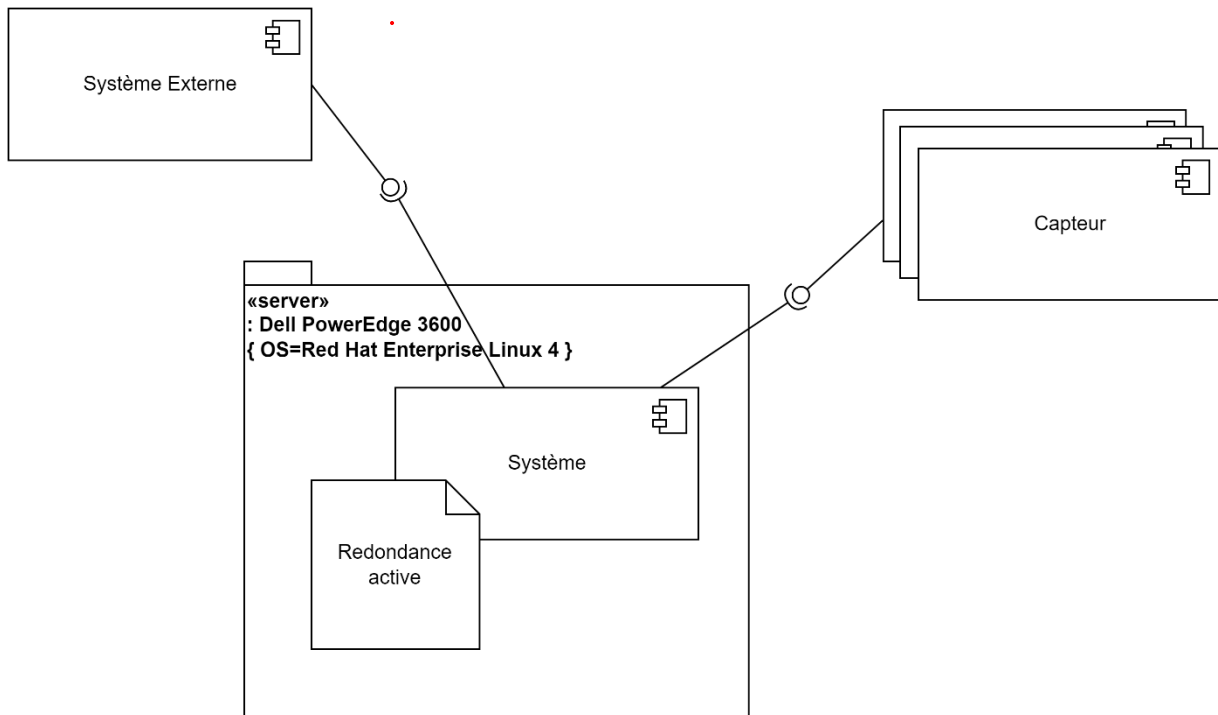 Système Externe
Capteur
«server»
: Dell PowerEdge 3600
{ OS=Red Hat Enterprise Linux 4 }
Système
Redondance
active